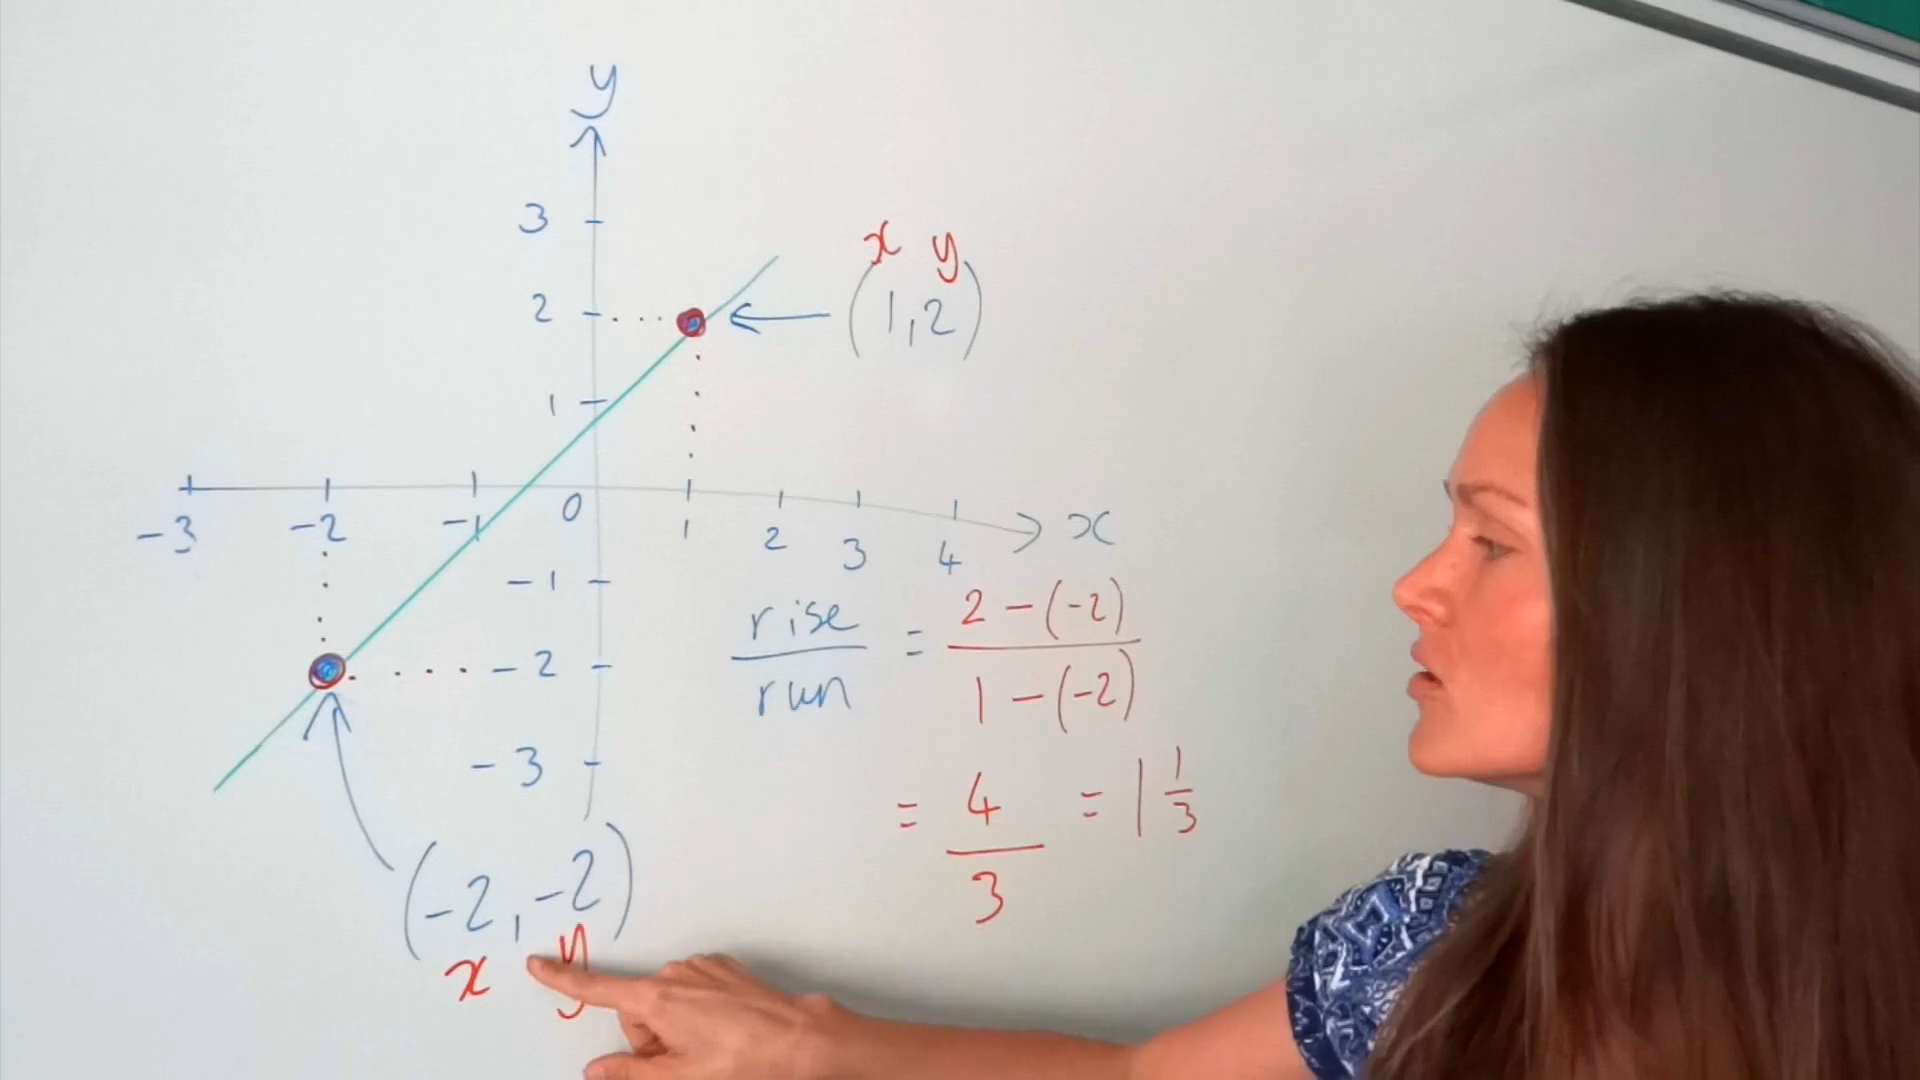 y
3
x y
2 (1,2)
1
-3 -2 -1 0 1 2 3 4 x
-1
rise/run = 2-(-2)/1-(-2)
-2
-3
= 4/3 = 1 1/3
(-2,-2)
x y